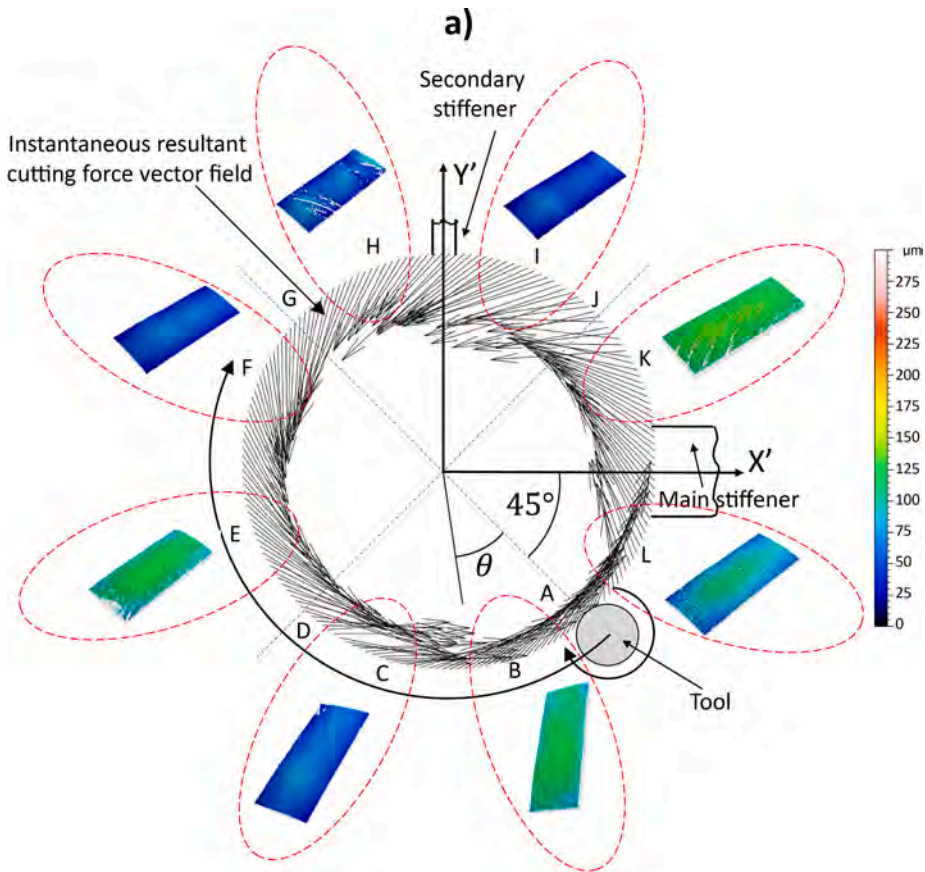 a)
Secondary
stiffener
Instantaneous resultant
cutting force vector field
Y'
H
I
G
J
F
K
µm
275
250
225
200
175
150
125
100
75
50
25
0
X'
Main stiffener
45°
E
θ
L
A
D
C
B
Tool